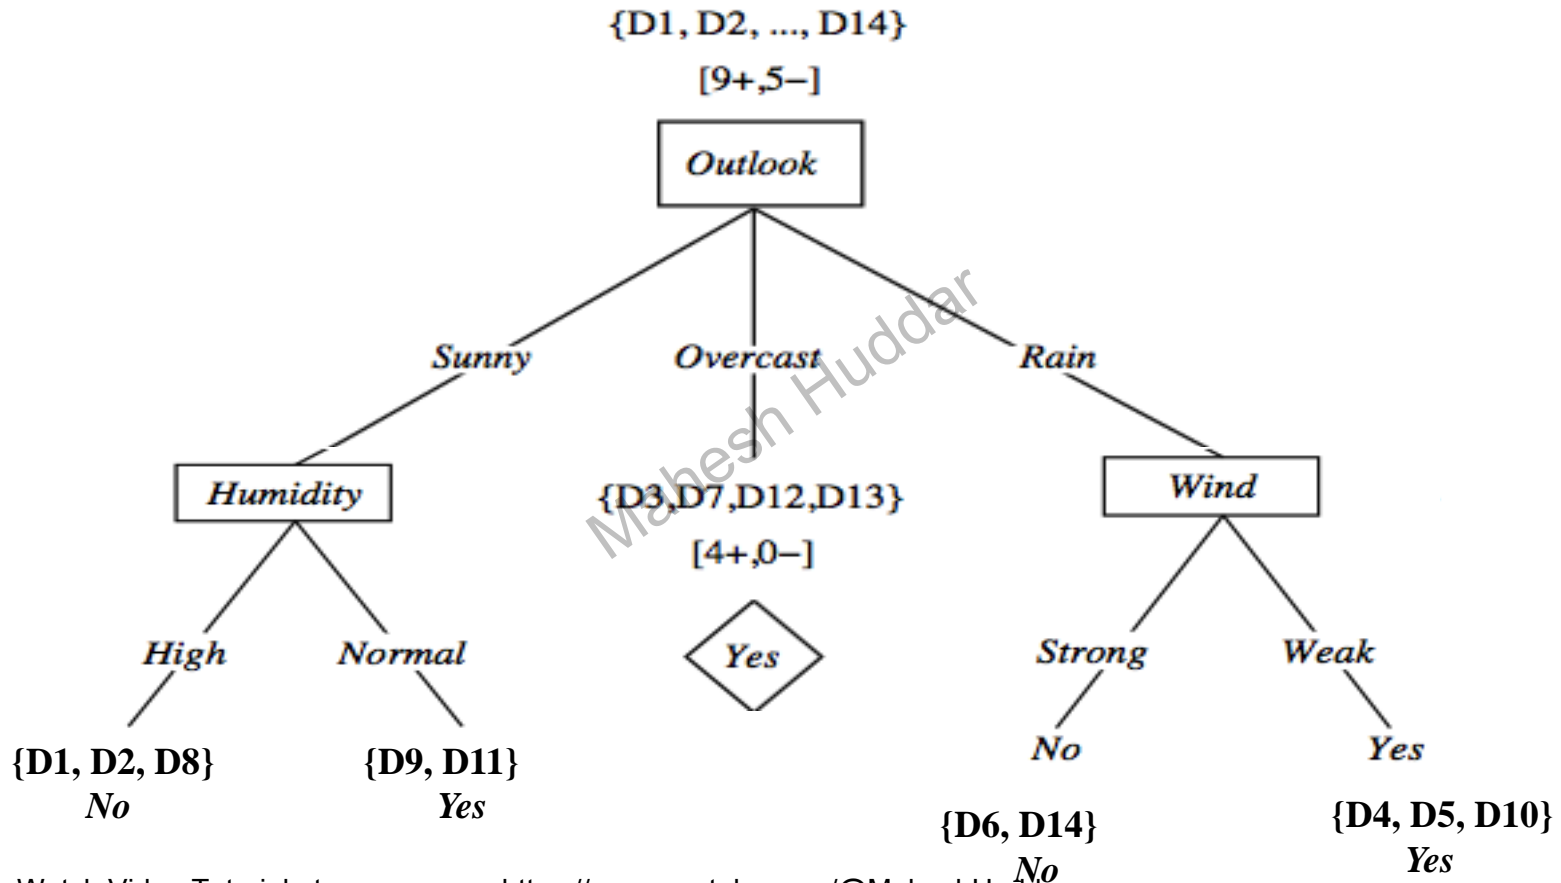 {D1, D2, ..., D14}
[9+,5−]
Outlook
Sunny
Overcast
Rain
Mahesh Huddar
Humidity
{D3,D7,D12,D13}
[4+,0−]
Wind
High
Normal
Yes
Strong
Weak
{D1, D2, D8}
No
{D9, D11}
Yes
No
Yes
{D6, D14}
No
{D4, D5, D10}
Yes